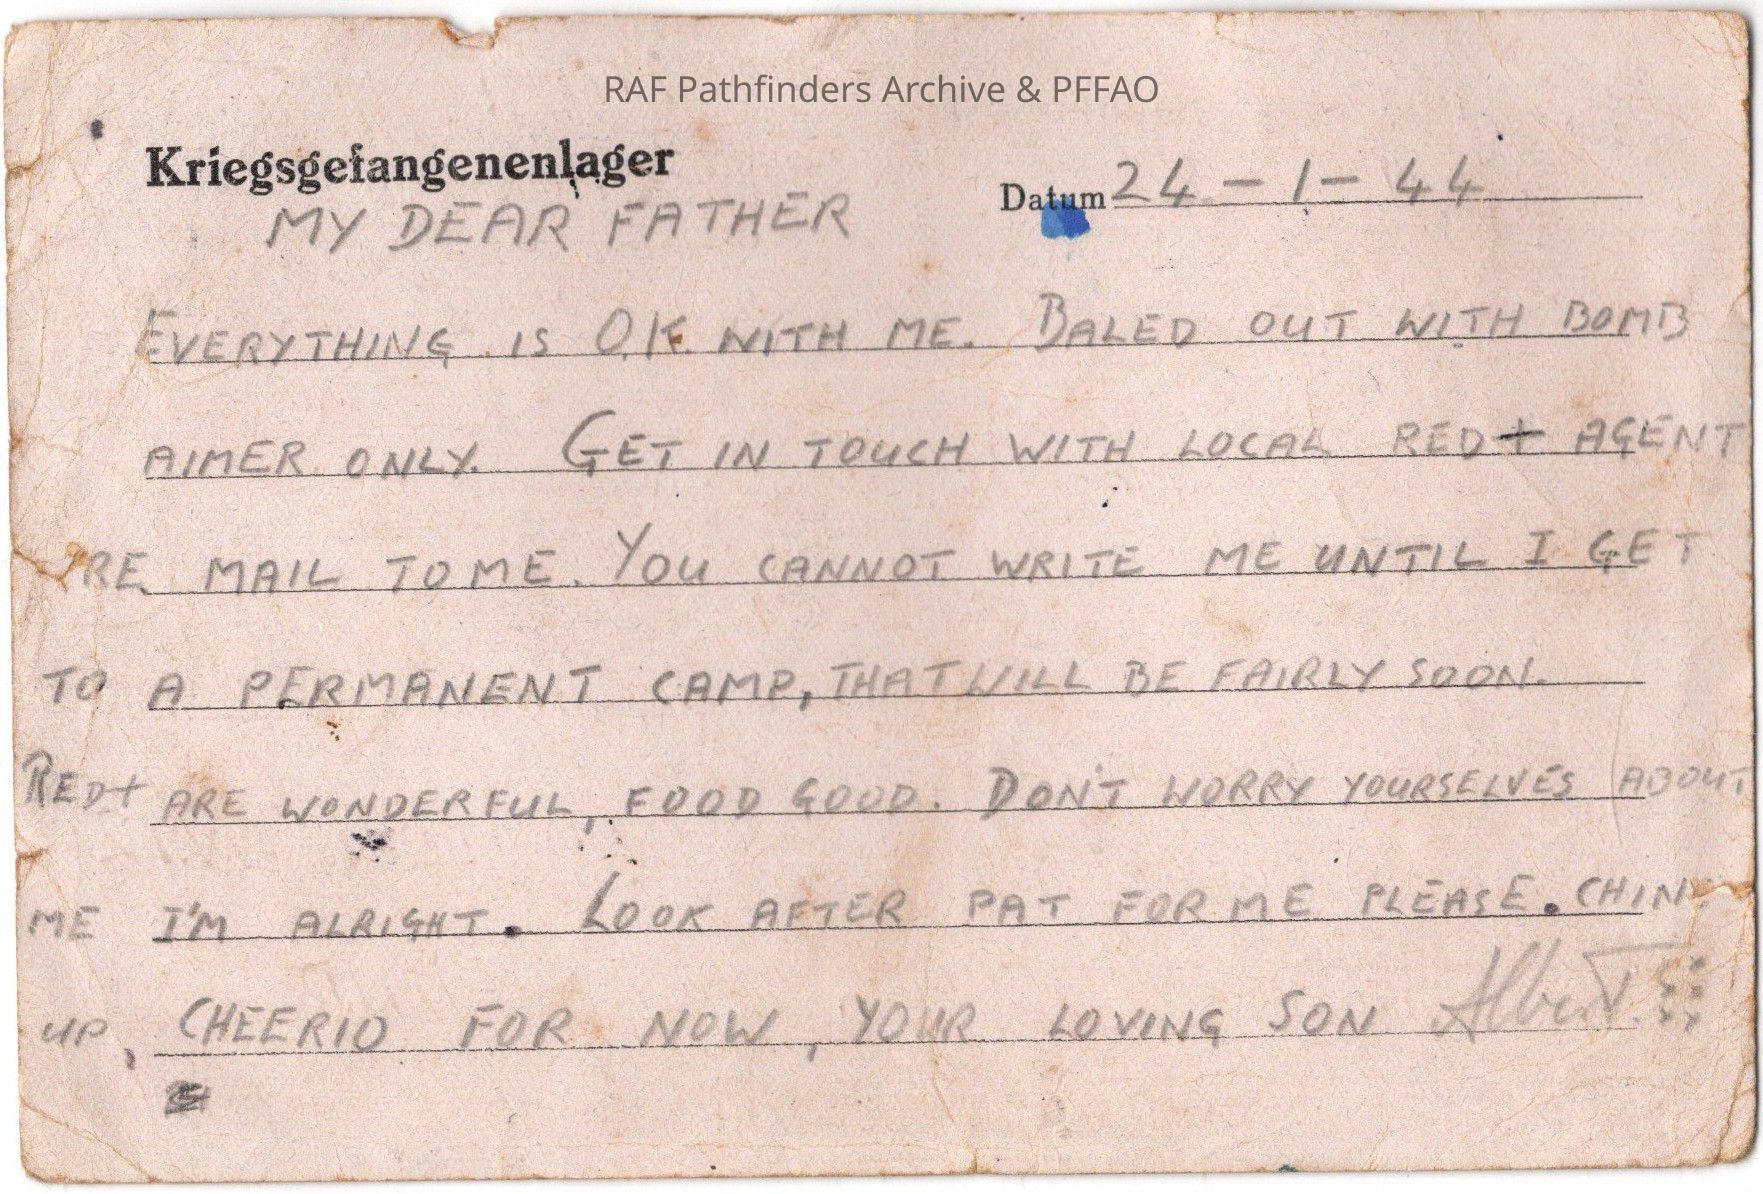 RAF Pathfinders Archive & PFFAO
Kriegsgefangenenlager
Datum 24 - 1 - 44
MY DEAR FATHER
EVERYTHING IS O.K. WITH ME. BALED OUT WITH BOMB
AIMER ONLY. GET IN TOUCH WITH LOCAL RED + AGENT
RE MAIL TO ME. YOU CANNOT WRITE ME UNTIL I GET
TO A PERMANENT CAMP, THAT WILL BE FAIRLY SOON.
RED + ARE WONDERFUL, FOOD GOOD. DON'T WORRY YOURSELVES ABOUT
ME I'M ALRIGHT. LOOK AFTER PAT FOR ME PLEASE. CHIN
UP, CHEERIO FOR NOW, YOUR LOVING SON Albert.